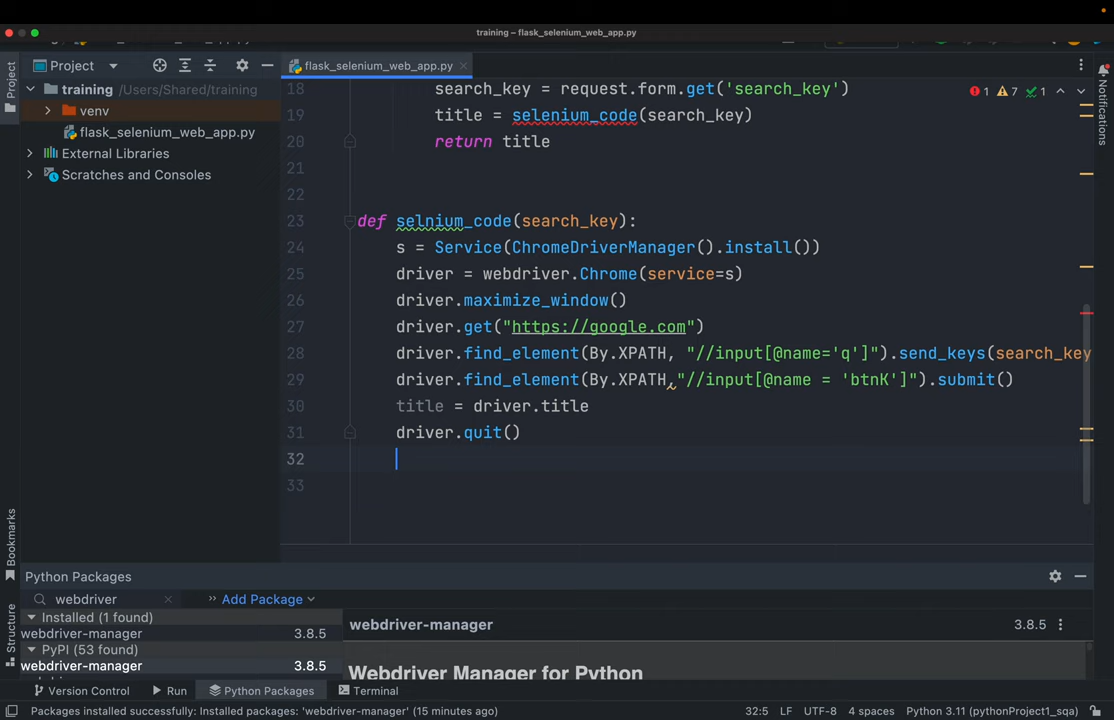 training – flask_selenium_web_app.py
Project
Project
flask_selenium_web_app.py
training /Users/Shared/training
venv
flask_selenium_web_app.py
External Libraries
Scratches and Consoles
18 search_key = request.form.get('search_key')
1 7 1
19 title = selenium_code(search_key)
20 return title
21
22
23 def selnium_code(search_key):
24 s = Service(ChromeDriverManager().install())
25 driver = webdriver.Chrome(service=s)
26 driver.maximize_window()
27 driver.get("https://google.com")
28 driver.find_element(By.XPATH, "//input[@name='q']").send_keys(search_key
29 driver.find_element(By.XPATH,"//input[@name = 'btnK']").submit()
30 title = driver.title
31 driver.quit()
32
33
Notifications
Bookmarks
Structure
Python Packages
webdriver
Add Package
Installed (1 found)
webdriver-manager 3.8.5
PyPI (53 found)
webdriver-manager 3.8.5
webdriver-manager 3.8.5
Webdriver Manager for Python
Version Control Run Python Packages Terminal
Packages installed successfully: Installed packages: 'webdriver-manager' (15 minutes ago) 32:5 LF UTF-8 4 spaces Python 3.11 (pythonProject1_sqa)